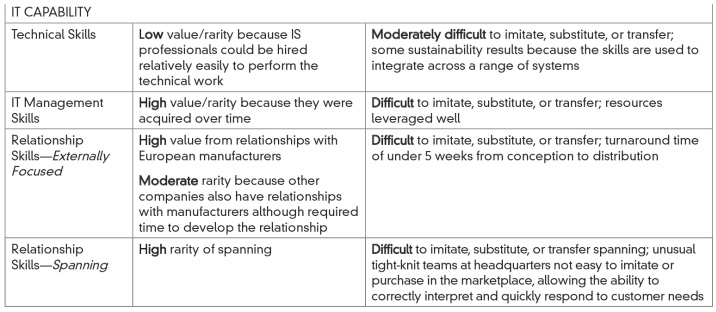 IT CAPABILITY
Technical Skills
Low value/rarity because IS
professionals could be hired
relatively easily to perform the
technical work
Moderately difficult to imitate, substitute, or transfer;
some sustainability results because the skills are used to
integrate across a range of systems
IT Management
Skills
High value/rarity because they were
acquired over time
Difficult to imitate, substitute, or transfer; resources
leveraged well
Relationship
Skills—Externally
Focused
High value from relationships with
European manufacturers
Moderate rarity because other
companies also have relationships
with manufacturers although required
time to develop the relationship
Difficult to imitate, substitute, or transfer; turnaround time
of under 5 weeks from conception to distribution
Relationship
Skills—Spanning
High rarity of spanning
Difficult to imitate, substitute, or transfer spanning; unusual
tight-knit teams at headquarters not easy to imitate or
purchase in the marketplace, allowing the ability to
correctly interpret and quickly respond to customer needs